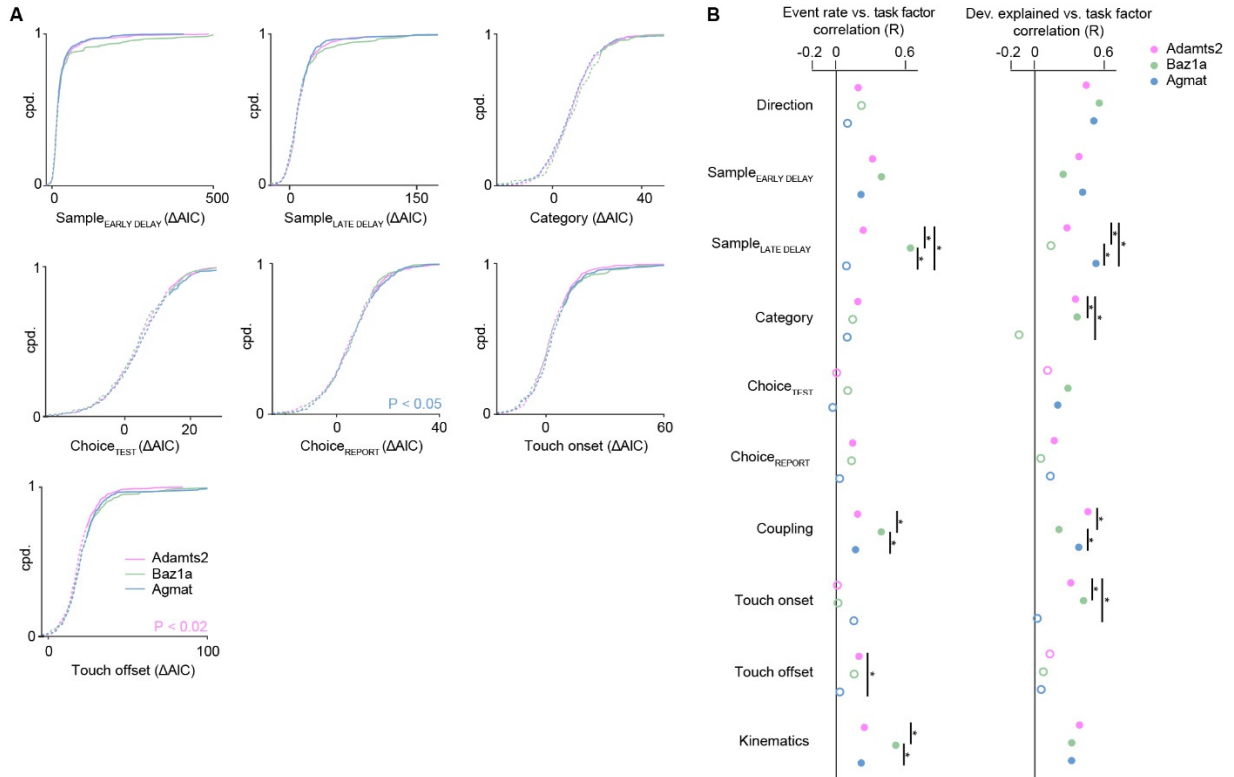 A
1
cpd.
0
0
500
Sample EARLY DELAY (ΔAIC)
1
cpd.
0
0
150
Sample LATE DELAY (ΔAIC)
1
cpd.
0
0
40
Category (ΔAIC)
1
cpd.
0
0
20
Choice TEST (ΔAIC)
1
cpd.
0
P < 0.05
0
40
Choice REPORT (ΔAIC)
1
cpd.
0
0
60
Touch onset (ΔAIC)
1
cpd.
0
Adamts2
Baz1a
Agmat
P < 0.02
0
100
Touch offset (ΔAIC)
B
Event rate vs. task factor
correlation (R)
-0.2 0 0.6
Dev. explained vs. task factor
correlation (R)
-0.2 0 0.6
Adamts2
Baz1a
Agmat
Direction
Sample EARLY DELAY
Sample LATE DELAY
* * *
* * *
Category
* *
Choice TEST
Choice REPORT
Coupling
* *
* *
Touch onset
* *
Touch offset
*
Kinematics
* *